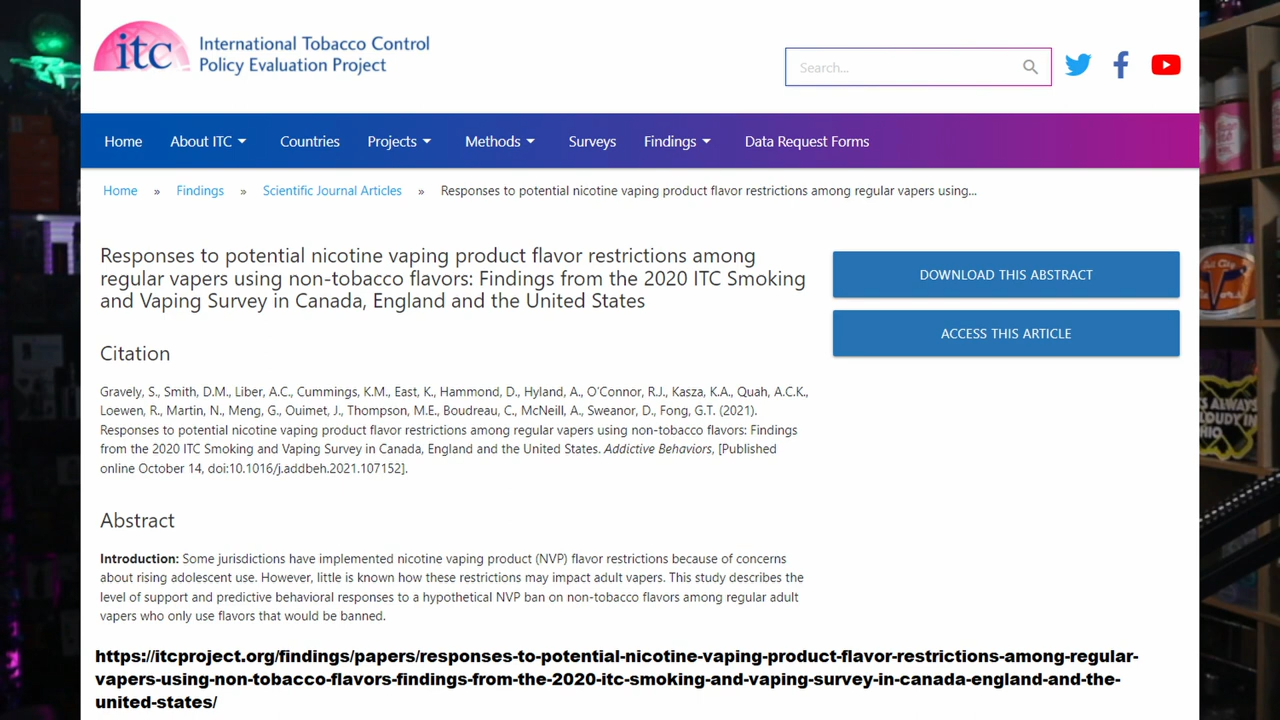 itc International Tobacco Control
Policy Evaluation Project
Search...
Home About ITC Countries Projects Methods Surveys Findings Data Request Forms
Home » Findings » Scientific Journal Articles » Responses to potential nicotine vaping product flavor restrictions among regular vapers using...
Responses to potential nicotine vaping product flavor restrictions among
regular vapers using non-tobacco flavors: Findings from the 2020 ITC Smoking
and Vaping Survey in Canada, England and the United States
DOWNLOAD THIS ABSTRACT
ACCESS THIS ARTICLE
Citation
Gravely, S., Smith, D.M., Liber, A.C., Cummings, K.M., East, K., Hammond, D., Hyland, A., O'Connor, R.J., Kasza, K.A., Quah, A.C.K.,
Loewen, R., Martin, N., Meng, G., Ouimet, J., Thompson, M.E., Boudreau, C., McNeill, A., Sweanor, D., Fong, G.T. (2021).
Responses to potential nicotine vaping product flavor restrictions among regular vapers using non-tobacco flavors: Findings
from the 2020 ITC Smoking and Vaping Survey in Canada, England and the United States. Addictive Behaviors, [Published
online October 14, doi:10.1016/j.addbeh.2021.107152].
Abstract
Introduction: Some jurisdictions have implemented nicotine vaping product (NVP) flavor restrictions because of concerns
about rising adolescent use. However, little is known how these restrictions may impact adult vapers. This study describes the
level of support and predictive behavioral responses to a hypothetical NVP ban on non-tobacco flavors among regular adult
vapers who only use flavors that would be banned.
https://itcproject.org/findings/papers/responses-to-potential-nicotine-vaping-product-flavor-restrictions-among-regular-
vapers-using-non-tobacco-flavors-findings-from-the-2020-itc-smoking-and-vaping-survey-in-canada-england-and-the-
united-states/
ALWAYS
CLOUDY IN